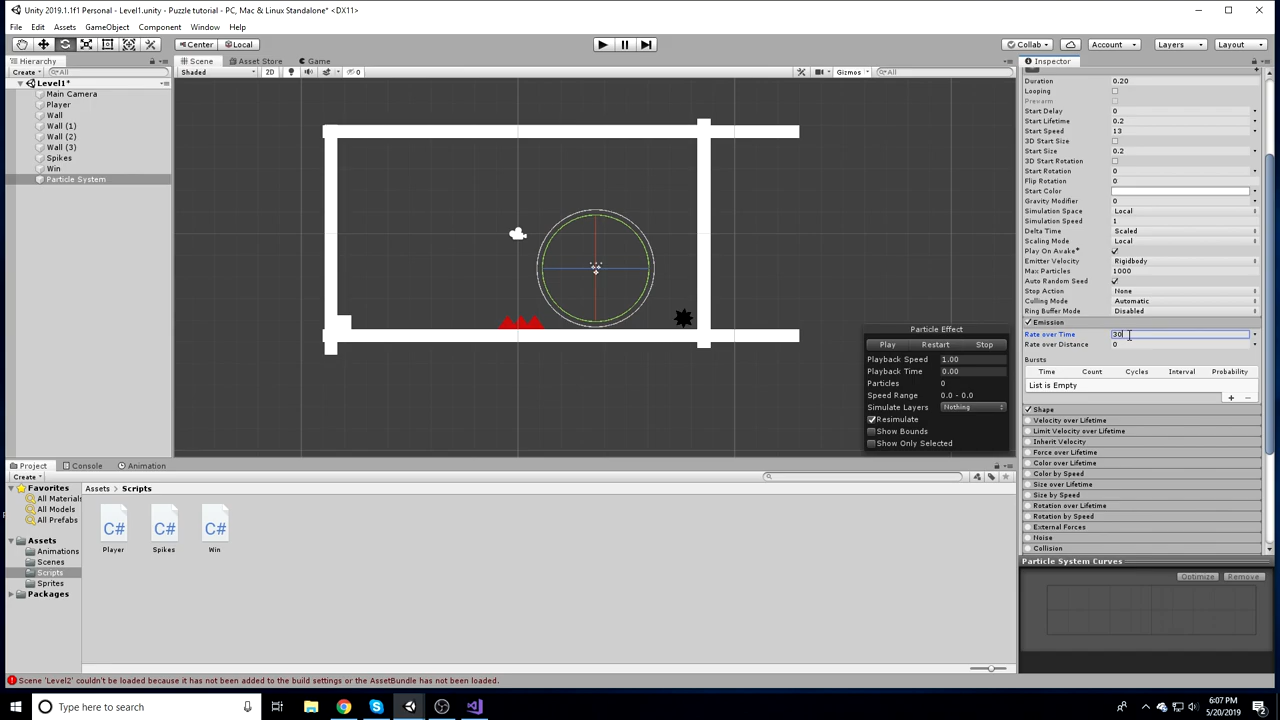 Unity 2019.1.1f1 Personal - Level1.unity - Puzzle tutorial - PC, Mac & Linux Standalone* <DX11>
File Edit Assets GameObject Component Window Help
Center Local Collab Account Layers Layout
Hierarchy Scene Asset Store Game Inspector
Create All Shaded 2D 0 Gizmos All
Level1*
Main Camera
Player
Wall
Wall (1)
Wall (2)
Wall (3)
Spikes
Win
Particle System
Duration 0.20
Looping
Prewarm
Start Delay 0
Start Lifetime 0.2
Start Speed 13
3D Start Size
Start Size 0.2
3D Start Rotation
Start Rotation 0
Flip Rotation 0
Start Color
Gravity Modifier 0
Simulation Space Local
Simulation Speed 1
Delta Time Scaled
Scaling Mode Local
Play On Awake*
Emitter Velocity Rigidbody
Max Particles 1000
Auto Random Seed
Stop Action None
Culling Mode Automatic
Ring Buffer Mode Disabled
Emission
Rate over Time 30
Rate over Distance 0
Bursts
Time Count Cycles Interval Probability
List is Empty
+ -
Shape
Velocity over Lifetime
Limit Velocity over Lifetime
Inherit Velocity
Force over Lifetime
Color over Lifetime
Color by Speed
Size over Lifetime
Size by Speed
Rotation over Lifetime
Rotation by Speed
External Forces
Noise
Collision
Particle System Curves
Optimize Remove
Particle Effect
Play Restart Stop
Playback Speed 1.00
Playback Time 0.00
Particles 0
Speed Range 0.0 - 0.0
Simulate Layers Nothing
Resimulate
Show Bounds
Show Only Selected
Project Console Animation
Create
Favorites
All Materials
All Models
All Prefabs
Assets
Animations
Scenes
Scripts
Sprites
Packages
Assets Scripts
C# C# C#
Player Spikes Win
Scene 'Level2' couldn't be loaded because it has not been added to the build settings or the AssetBundle has not been loaded.
Type here to search
6:07 PM
5/20/2019
2